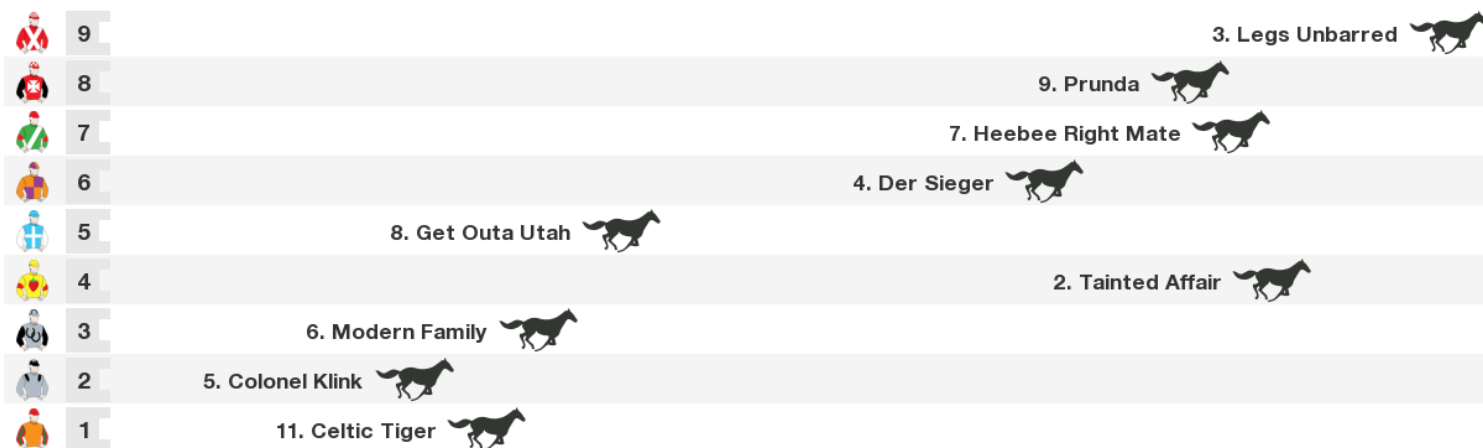 9 3. Legs Unbarred
8 9. Prunda
7 7. Heebee Right Mate
6 4. Der Sieger
5 8. Get Outa Utah
4 2. Tainted Affair
3 6. Modern Family
2 5. Colonel Klink
1 11. Celtic Tiger